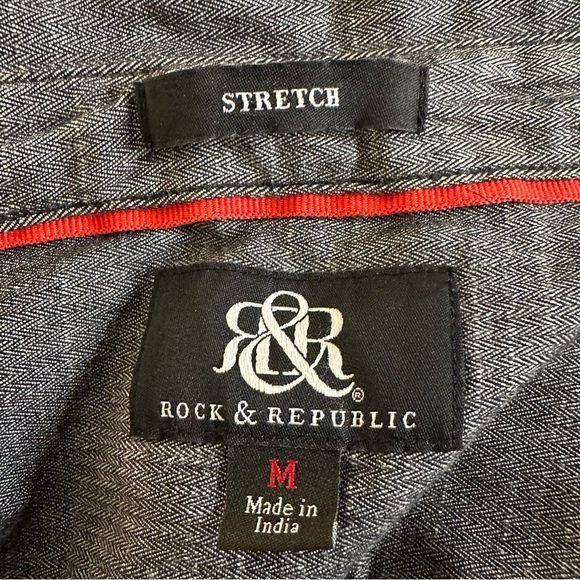 STRETCH
R&R®
ROCK & REPUBLIC
M
Made in
India